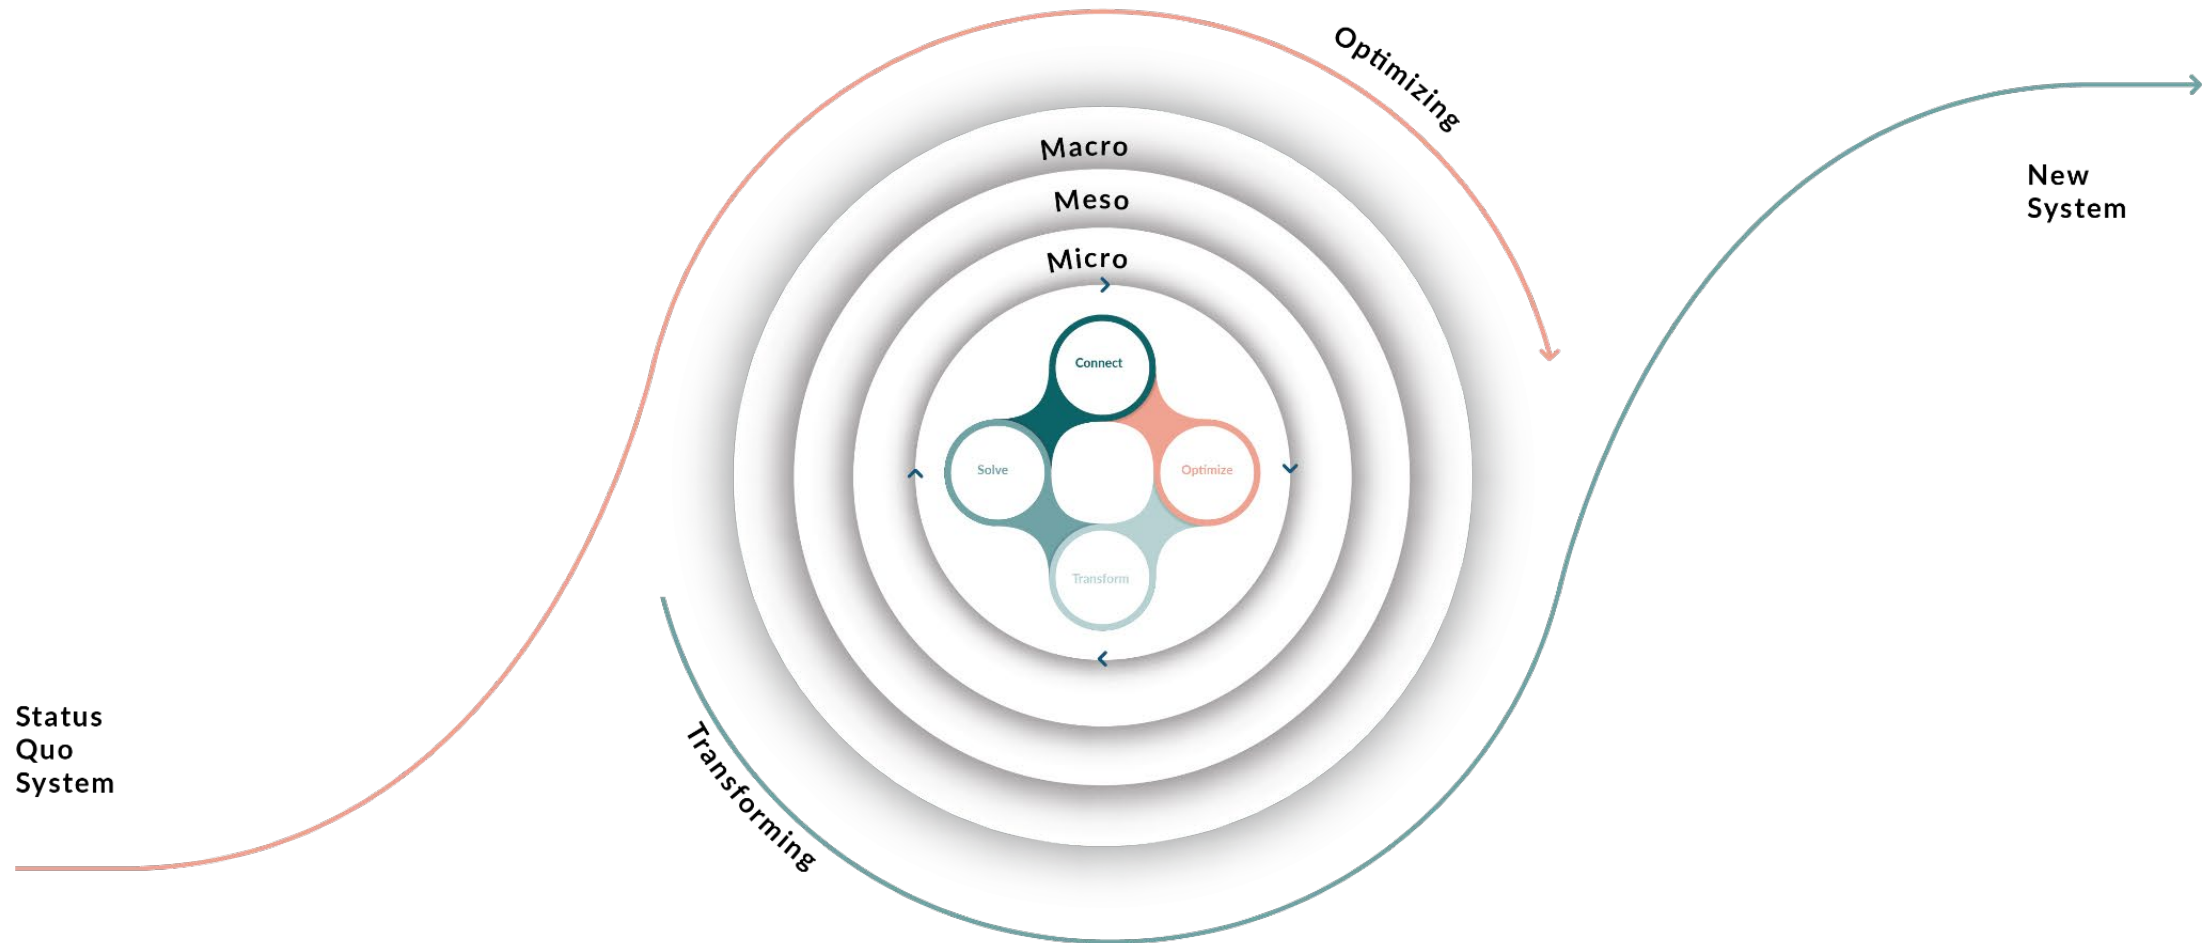 Optimizing
Macro
Meso
Micro
New
System
Connect
Solve
Optimize
Transform
Status
Quo
System
Transforming